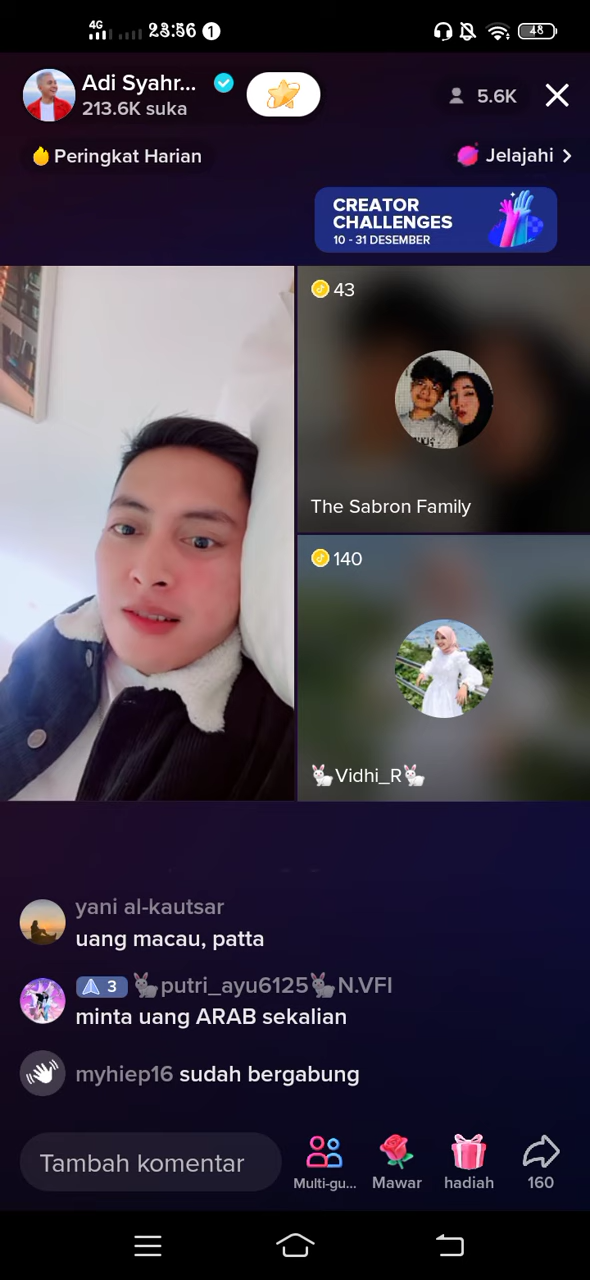 4G
23:56
1
48
Adi Syahr...
213.6K suka
5.6K
Peringkat Harian
Jelajahi
CREATOR
CHALLENGES
10 - 31 DESEMBER
43
The Sabron Family
140
🐇Vidhi_R🐇
yani al-kautsar
uang macau, patta
3 🐇putri_ayu6125🐇N.VFI
minta uang ARAB sekalian
myhiep16 sudah bergabung
Tambah komentar
Multi-gu...
Mawar
hadiah
160